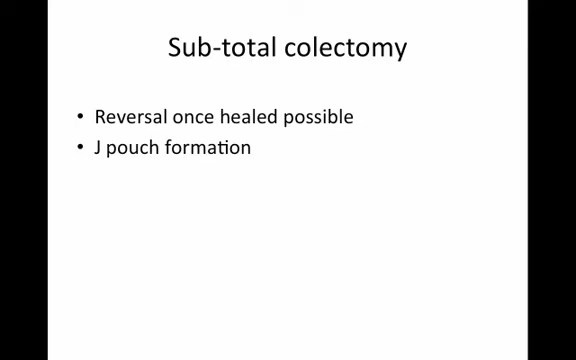 Sub-total colectomy
• Reversal once healed possible
• J pouch formation